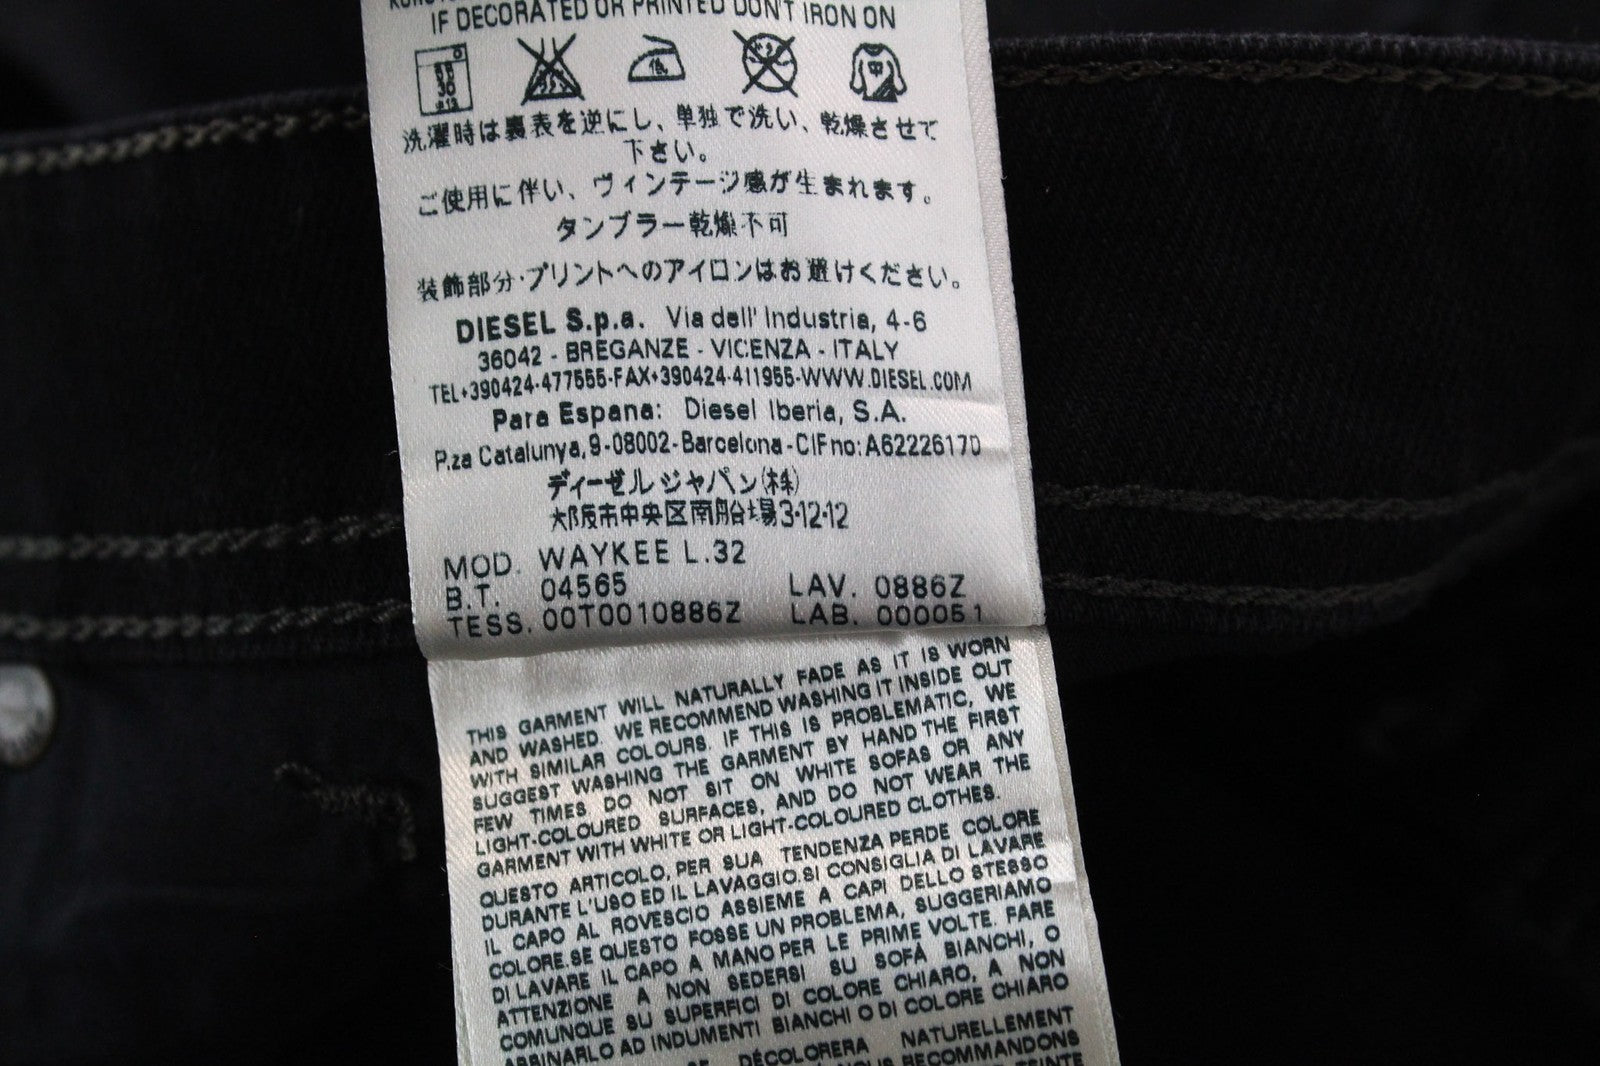 IF DECORATED OR PRINTED DON'T IRON ON
30
低
中
洗濯時は裏表を逆にし、単独で洗い、乾燥させて
下さい。
ご使用に伴い、ヴィンテージ感が生まれます。
タンブラー乾燥不可
装飾部分・プリントへのアイロンはお避けください。
DIESEL S.p.a. Via dell' Industria, 4-6
36042 - BREGANZE - VICENZA - ITALY
TEL+390424-477555-FAX+390424-411955-WWW.DIESEL.COM
Para Espana: Diesel Iberia, S.A.
P.za Catalunya, 9-08002-Barcelona-CIF no: A62226170
ディーゼル ジャパン(株)
大阪市中央区南船台場3-12-12
MOD. WAYKEE L.32
B.T. 04565 LAV. 0886Z
TESS. 00T0010886Z LAB. 000051
THIS GARMENT WILL NATURALLY FADE AS IT IS WORN
AND WASHED. WE RECOMMEND WASHING IT INSIDE OUT
WITH SIMILAR COLOURS. IF THIS IS PROBLEMATIC, WE
SUGGEST WASHING THE GARMENT BY HAND THE FIRST
FEW TIMES. DO NOT SIT ON WHITE SOFAS OR ANY
LIGHT-COLOURED SURFACES, AND DO NOT WEAR THE
GARMENT WITH WHITE OR LIGHT-COLOURED CLOTHES.
QUESTO ARTICOLO, PER SUA TENDENZA PERDE COLORE
DURANTE L'USO ED IL LAVAGGIO.SI CONSIGLIA DI LAVARE
IL CAPO AL ROVESCIO ASSIEME A CAPI DELLO STESSO
COLORE.SE QUESTO FOSSE UN PROBLEMA, SUGGERIAMO
DI LAVARE IL CAPO A MANO PER LE PRIME VOLTE. FARE
ATTENZIONE A NON SEDERSI SU SOFÀ BIANCHI, O
COMUNQUE SU SUPERFICI DI COLORE CHIARO, A NON
ABBINARLO AD INDUMENTI BIANCHI O DI COLORE CHIARO
SE DÉCOLORERA NATURELLEMENT
NOUS RECOMMANDONS
TEINTE